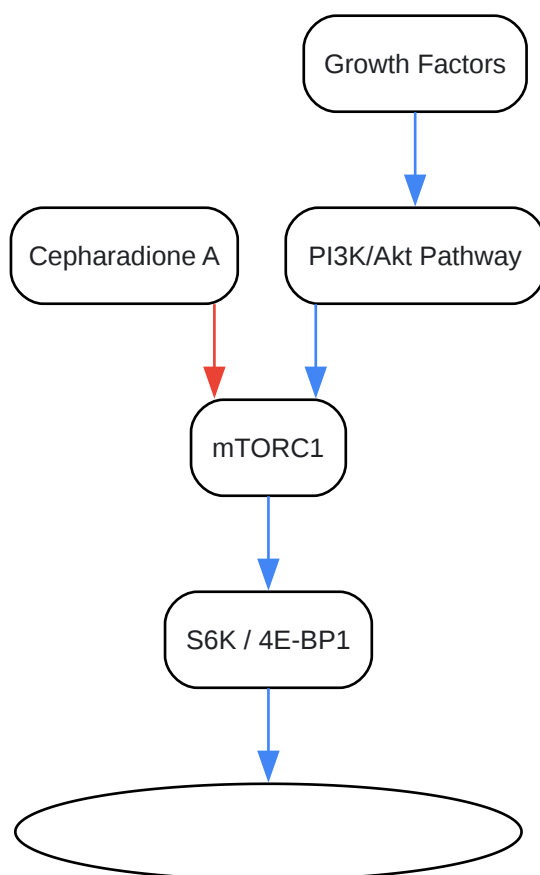 Growth Factors
Cepharadione A
PI3K/Akt Pathway
mTORC1
S6K / 4E-BP1